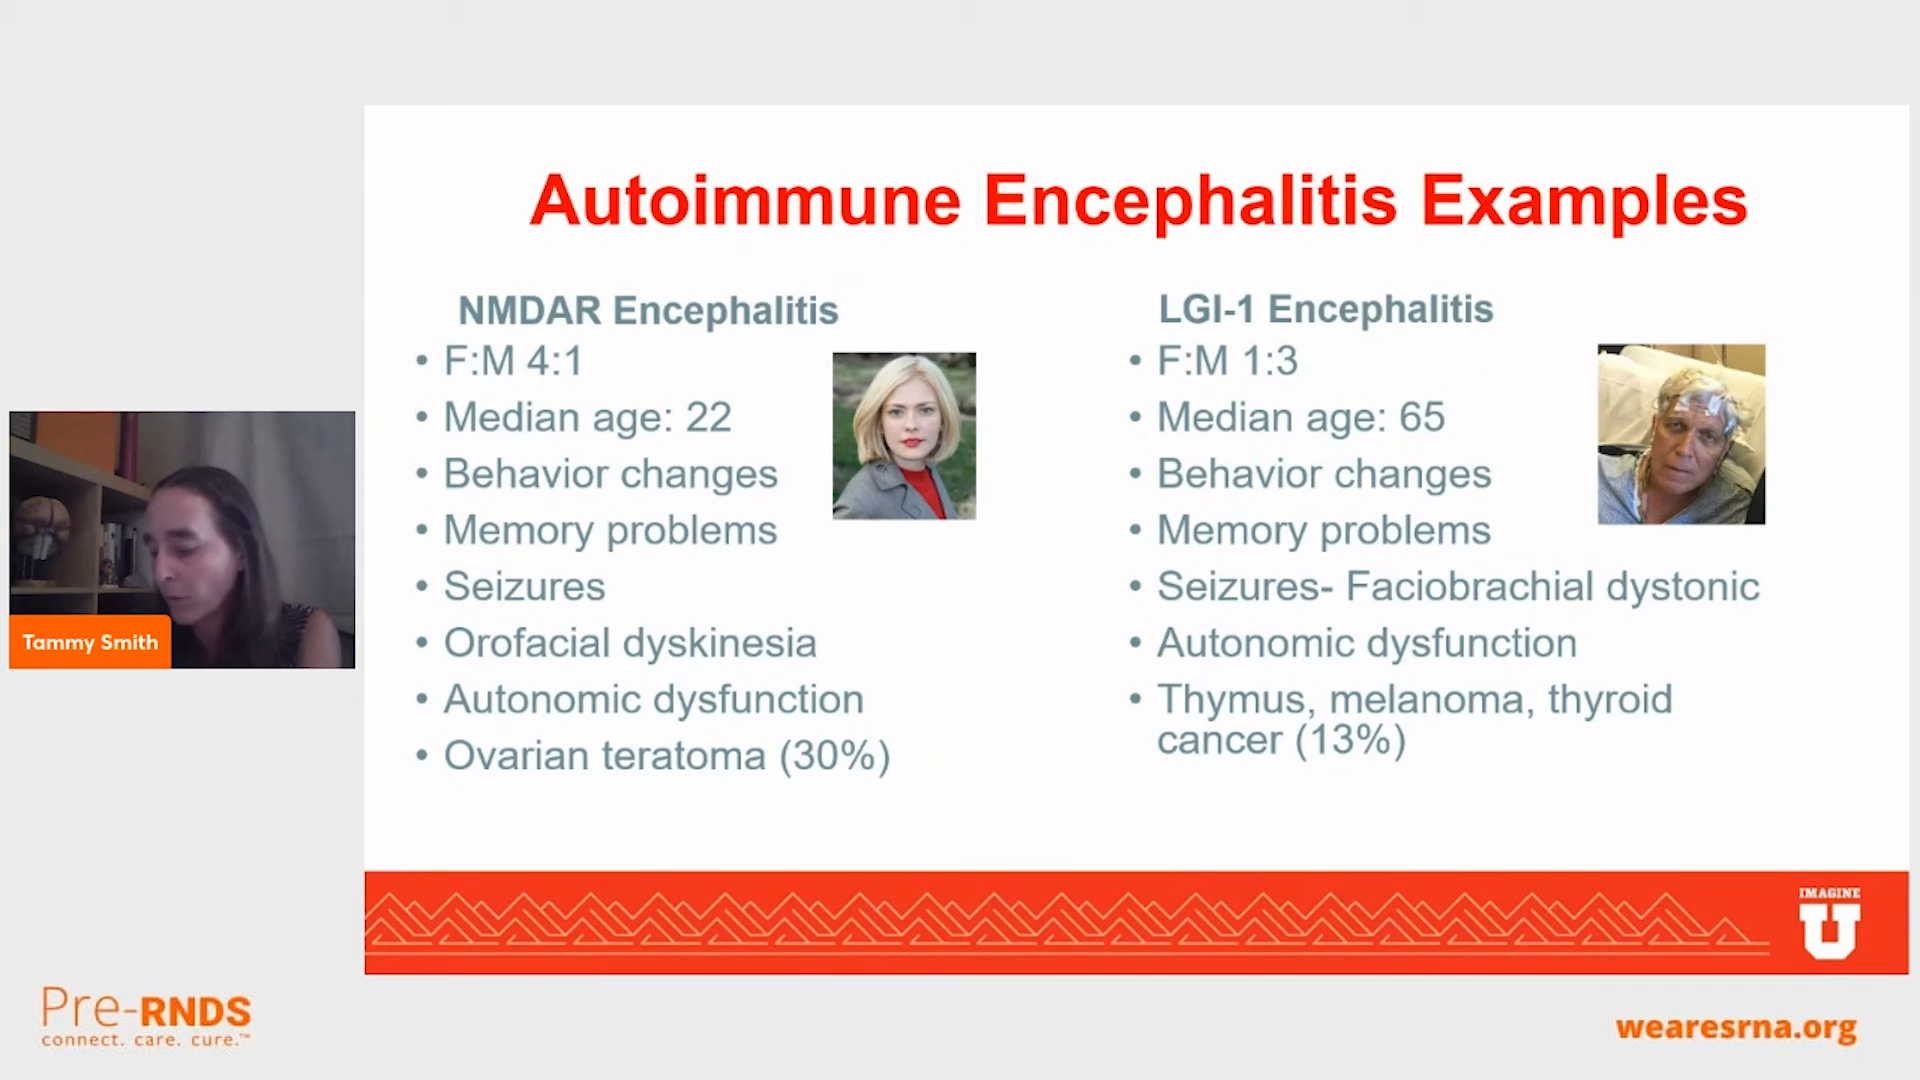 Autoimmune Encephalitis Examples
NMDAR Encephalitis
• F:M 4:1
• Median age: 22
• Behavior changes
• Memory problems
• Seizures
• Orofacial dyskinesia
• Autonomic dysfunction
• Ovarian teratoma (30%)
LGI-1 Encephalitis
• F:M 1:3
• Median age: 65
• Behavior changes
• Memory problems
• Seizures- Faciobrachial dystonic
• Autonomic dysfunction
• Thymus, melanoma, thyroid
cancer (13%)
Tammy Smith
IMAGINE
U
Pre-RNDS
connect. care. cure.™
wearesrna.org